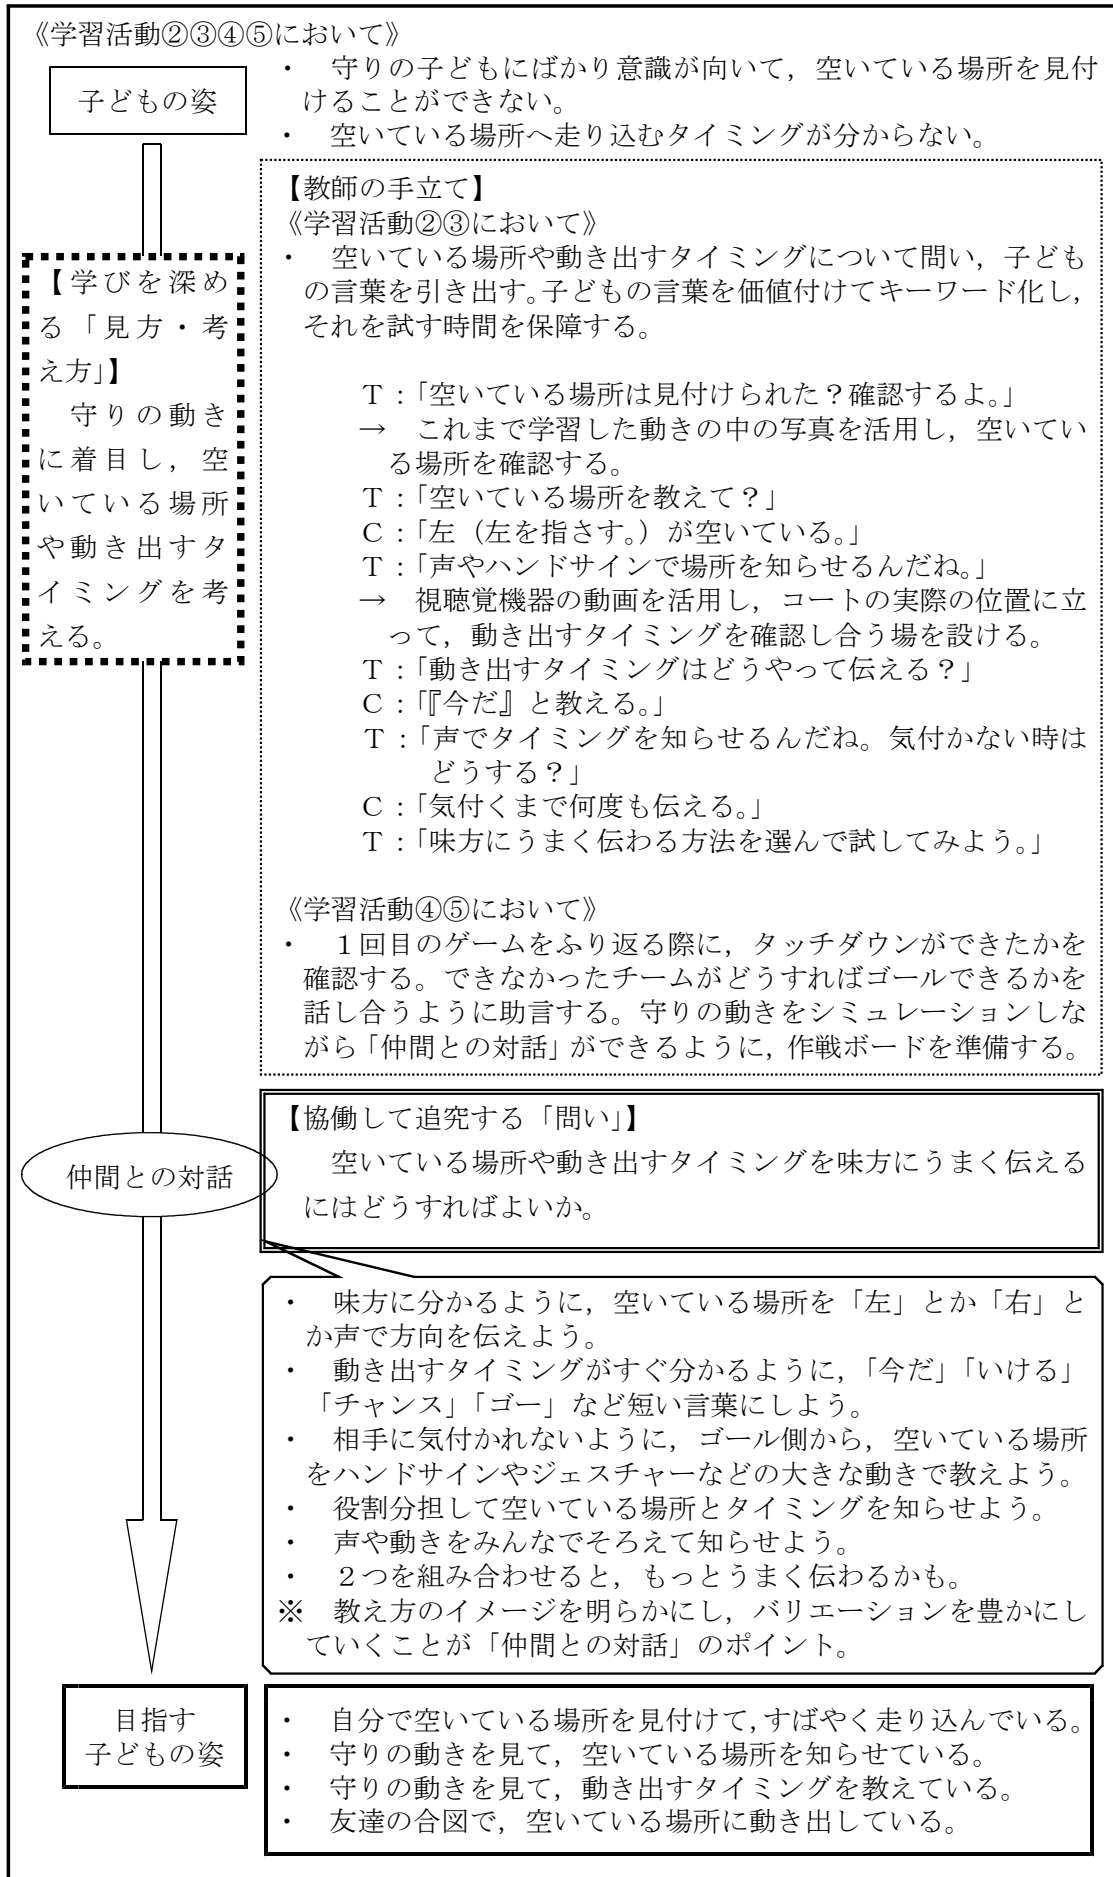 《学習活動②③④⑤において》
子どもの姿
・　守りの子どもにばかり意識が向いて，空いている場所を見付
けることができない。
・　空いている場所へ走り込むタイミングが分からない。
【学びを深め
る「見方・考
え方」】
守りの動き
に着目し，空
いている場所
や動き出すタ
イミングを考
える。
【教師の手立て】
《学習活動②③において》
・　空いている場所や動き出すタイミングについて問い，子ども
の言葉を引き出す。子どもの言葉を価値付けてキーワード化し，
それを試す時間を保障する。
Ｔ：「空いている場所は見付けられた？確認するよ。」
→　これまで学習した動きの中の写真を活用し，空いてい
る場所を確認する。
Ｔ：「空いている場所を教えて？」
Ｃ：「左（左を指さす。）が空いている。」
Ｔ：「声やハンドサインで場所を知らせるんだね。」
→　視聴覚機器の動画を活用し，コートの実際の位置に立
って，動き出すタイミングを確認し合う場を設ける。
Ｔ：「動き出すタイミングはどうやって伝える？」
Ｃ：「『今だ』と教える。」
Ｔ：「声でタイミングを知らせるんだね。気付かない時は
どうする？」
Ｃ：「気付くまで何度も伝える。」
Ｔ：「味方にうまく伝わる方法を選んで試してみよう。」
《学習活動④⑤において》
・　１回目のゲームをふり返る際に，タッチダウンができたかを
確認する。できなかったチームがどうすればゴールできるかを
話し合うように助言する。守りの動きをシミュレーションしな
がら「仲間との対話」ができるように，作戦ボードを準備する。
仲間との対話
【協働して追究する「問い」】
空いている場所や動き出すタイミングを味方にうまく伝える
にはどうすればよいか。
・　味方に分かるように，空いている場所を「左」とか「右」と
か声で方向を伝えよう。
・　動き出すタイミングがすぐ分かるように，「今だ」「いける」
「チャンス」「ゴー」など短い言葉にしよう。
・　相手に気付かれないように，ゴール側から，空いている場所
をハンドサインやジェスチャーなどの大きな動きで教えよう。
・　役割分担して空いている場所とタイミングを知らせよう。
・　声や動きをみんなでそろえて知らせよう。
・　２つを組み合わせると，もっとうまく伝わるかも。
※　教え方のイメージを明らかにし，バリエーションを豊かにし
ていくことが「仲間との対話」のポイント。
目指す
子どもの姿
・　自分で空いている場所を見付けて，すばやく走り込んでいる。
・　守りの動きを見て，空いている場所を知らせている。
・　守りの動きを見て，動き出すタイミングを教えている。
・　友達の合図で，空いている場所に動き出している。